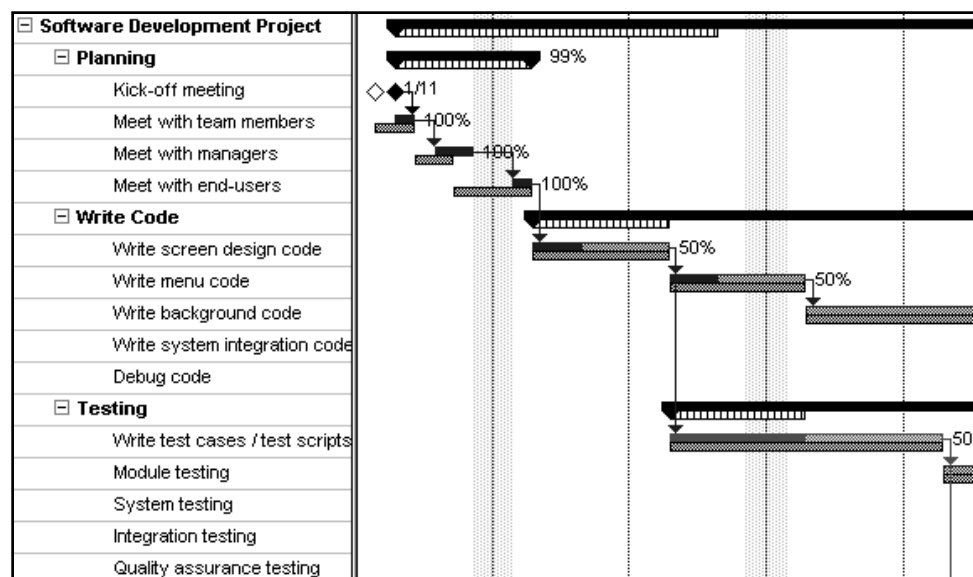 Software Development Project
Planning 99%
Kick-off meeting 1/11
Meet with team members 100%
Meet with managers 100%
Meet with end-users 100%
Write Code
Write screen design code 50%
Write menu code 50%
Write background code
Write system integration code
Debug code
Testing
Write test cases / test scripts 50
Module testing
System testing
Integration testing
Quality assurance testing